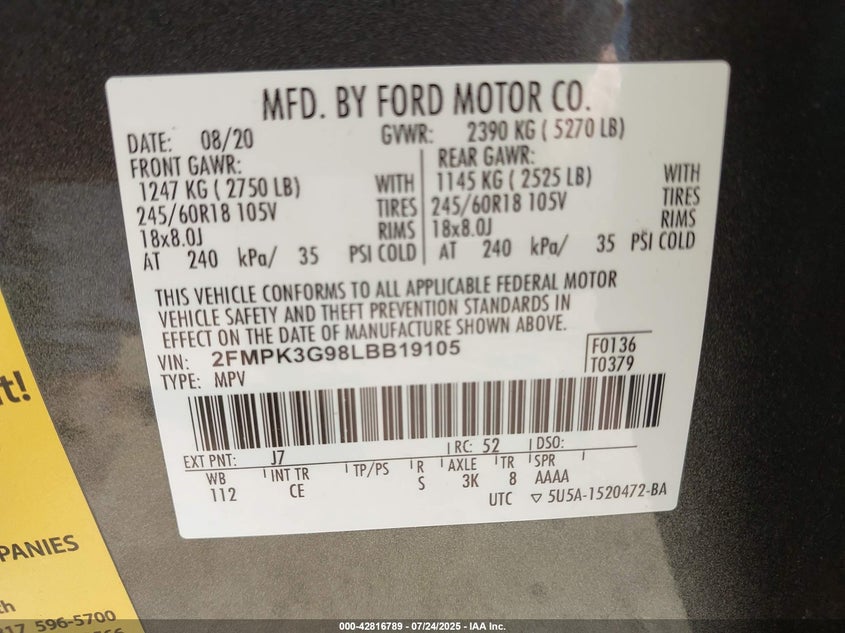 MFD. BY FORD MOTOR CO.
DATE: 08/20 GVWR: 2390 KG ( 5270 LB)
FRONT GAWR: REAR GAWR:
1247 KG ( 2750 LB) WITH 1145 KG ( 2525 LB) WITH
245/60R18 105V TIRES 245/60R18 105V TIRES
18x8.0J RIMS 18x8.0J RIMS
AT 240 kPa/ 35 PSI COLD AT 240 kPa/ 35 PSI COLD
THIS VEHICLE CONFORMS TO ALL APPLICABLE FEDERAL MOTOR
VEHICLE SAFETY AND THEFT PREVENTION STANDARDS IN
EFFECT ON THE DATE OF MANUFACTURE SHOWN ABOVE.
VIN: 2FMPK3G98LBB19105 F0136
TYPE: MPV T0379
EXT PNT: J7 RC: 52 DSO:
WB INT TR TP/PS R AXLE TR SPR
112 CE S 3K 8 AAAA
UTC ▽ 5U5A-1520472-BA
t!
PANIES
th
17 596-5700
000-42816789 - 07/24/2025 - IAA Inc.